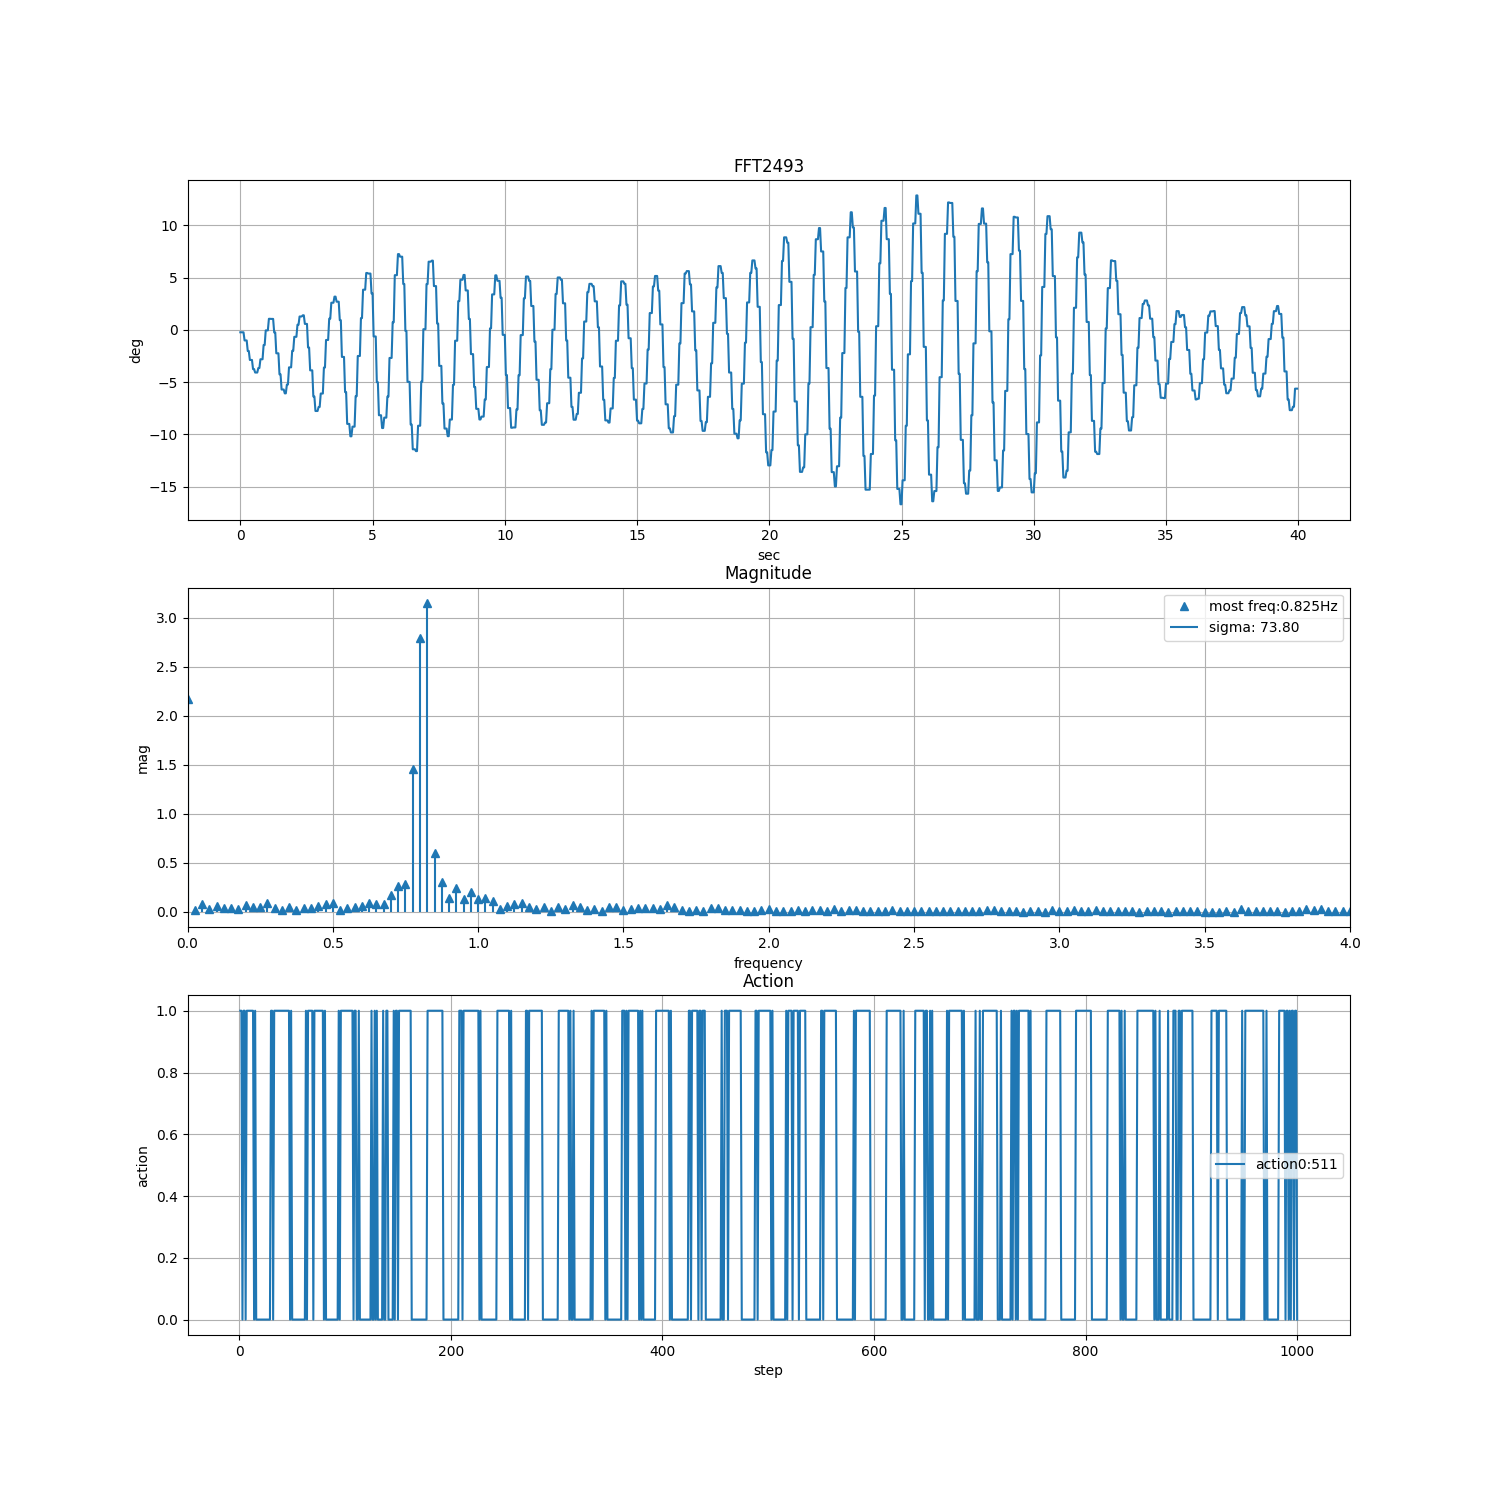 FFT2493
10
5
0
−5
−10
−15
deg
0 5 10 15 20 25 30 35 40
sec
Magnitude
most freq:0.825Hz
sigma: 73.80
3.0
2.5
2.0
1.5
1.0
0.5
0.0
mag
0.0 0.5 1.0 1.5 2.0 2.5 3.0 3.5 4.0
frequency
Action
1.0
0.8
0.6
0.4
0.2
0.0
action
action0:511
0 200 400 600 800 1000
step